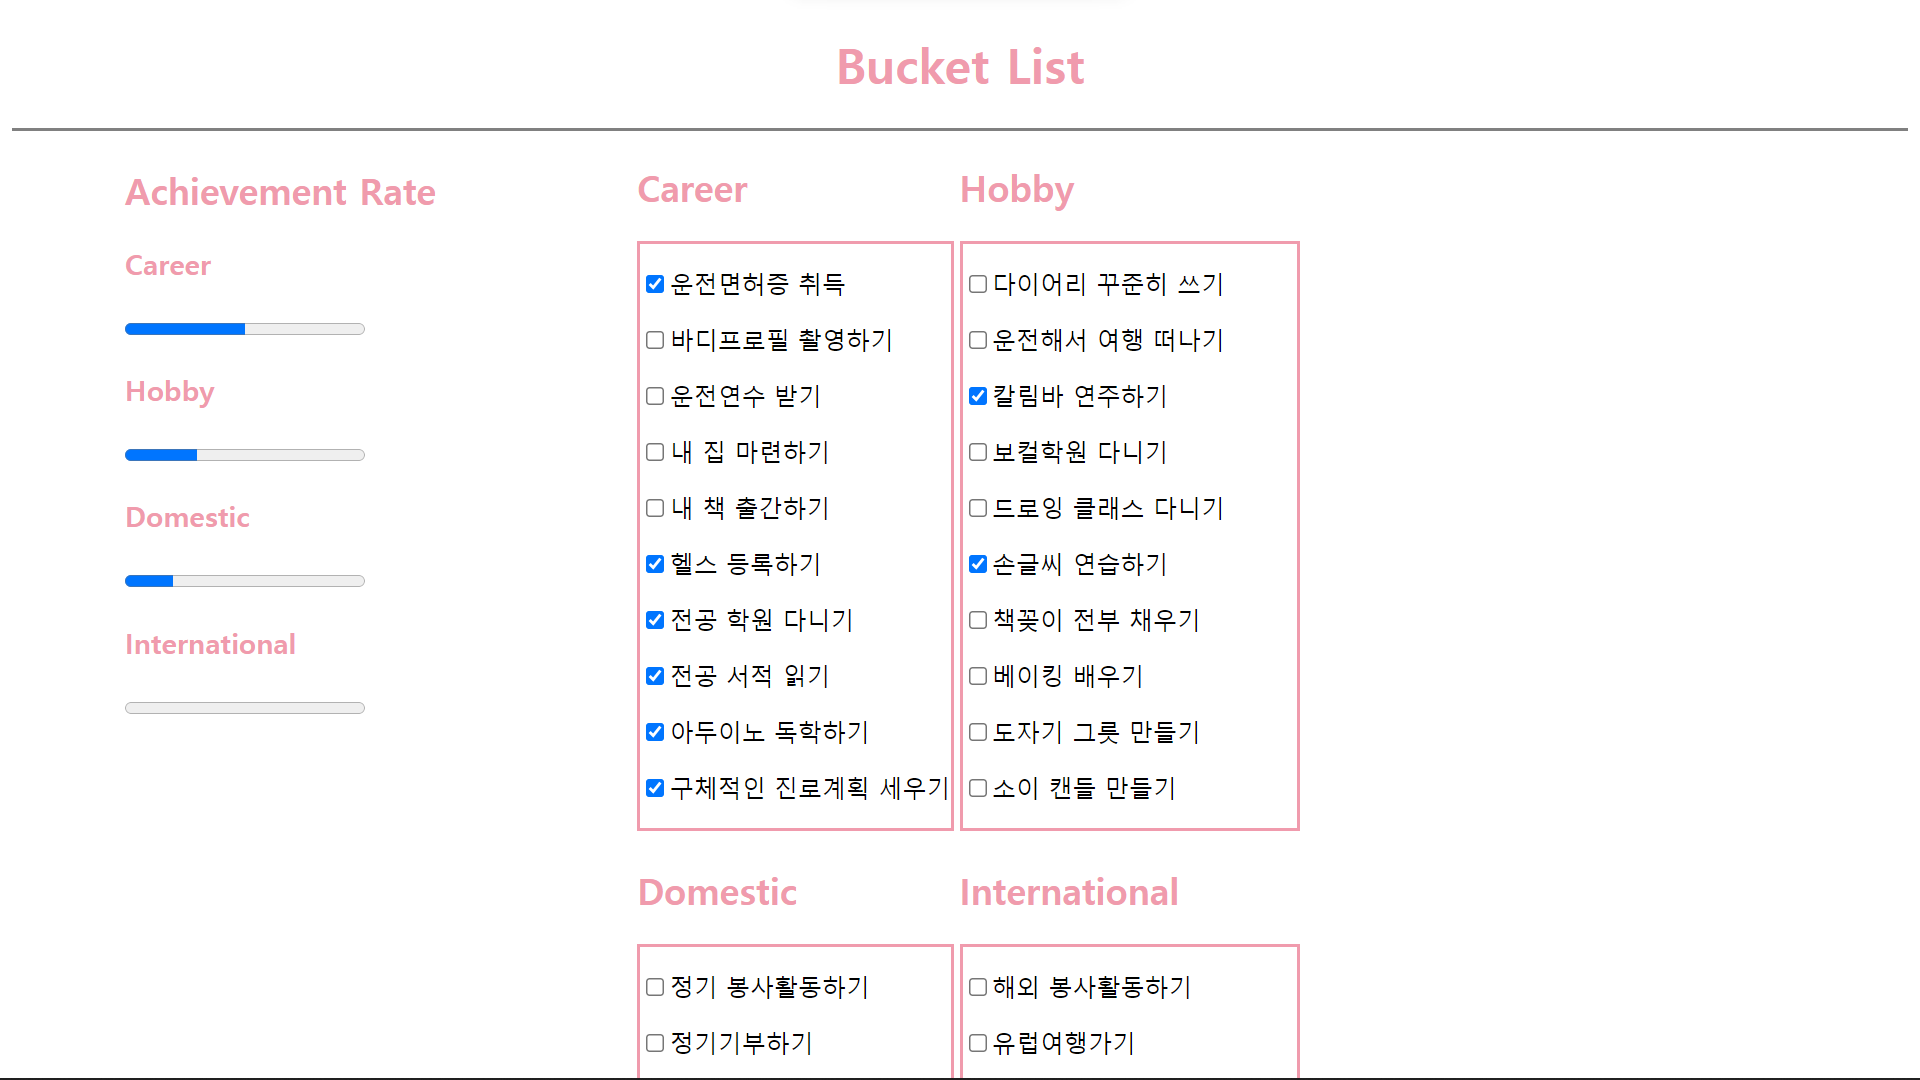 Bucket List
Achievement Rate
Career
Hobby
Domestic
International
Career
운전면허증 취득
바디프로필 촬영하기
운전연수 받기
내 집 마련하기
내 책 출간하기
헬스 등록하기
전공 학원 다니기
전공 서적 읽기
아두이노 독학하기
구체적인 진로계획 세우기
Hobby
다이어리 꾸준히 쓰기
운전해서 여행 떠나기
칼림바 연주하기
보컬학원 다니기
드로잉 클래스 다니기
손글씨 연습하기
책꽂이 전부 채우기
베이킹 배우기
도자기 그릇 만들기
소이 캔들 만들기
Domestic
정기 봉사활동하기
정기기부하기
International
해외 봉사활동하기
유럽여행가기